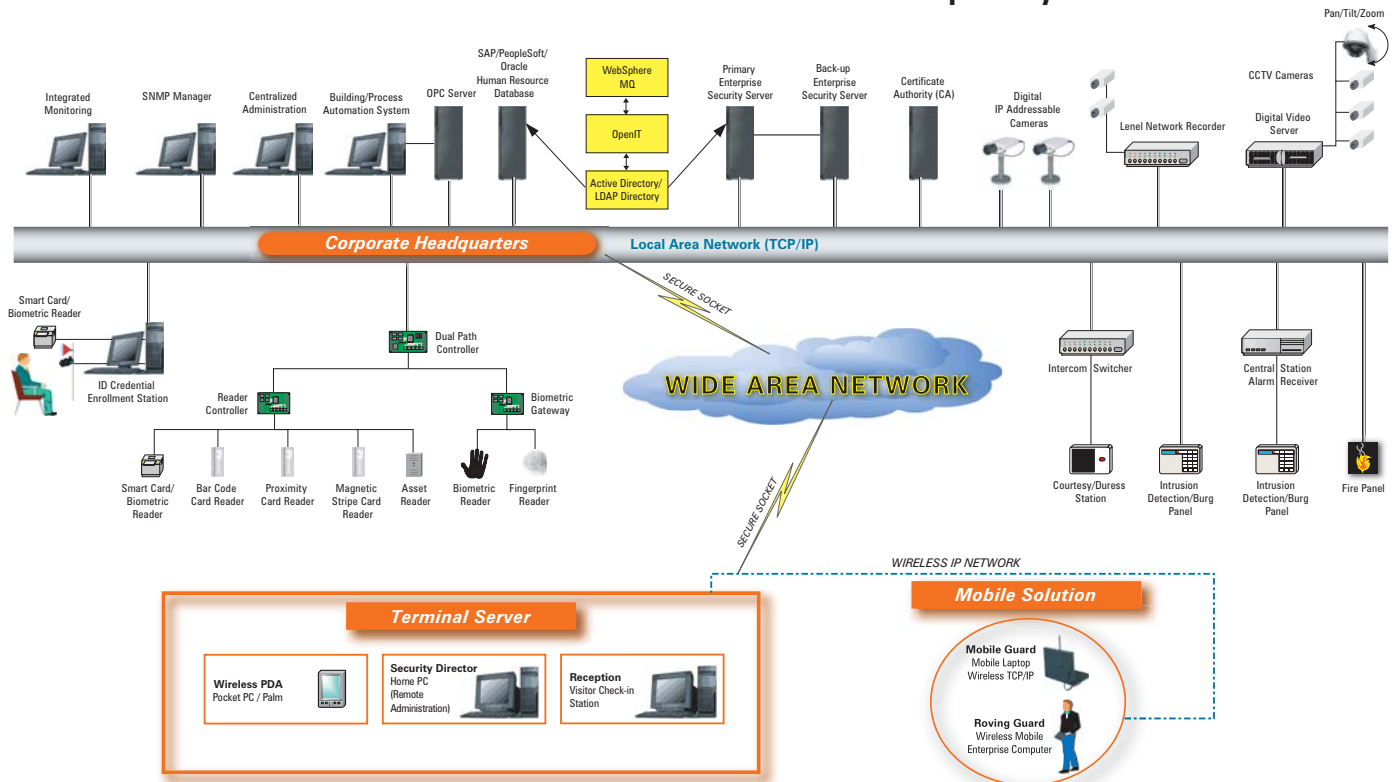 Pan/Tilt/Zoom
SAP/PeopleSoft/
Oracle
Human Resource
Database
WebSphere
MQ
Primary
Enterprise
Security Server
Back-up
Enterprise
Security Server
Certificate
Authority (CA)
Integrated
Monitoring
SNMP Manager
Centralized
Administration
Building/Process
Automation System
OPC Server
OpenIT
Active Directory/
LDAP Directory
Digital
IP Addressable
Cameras
Lenel Network Recorder
CCTV Cameras
Digital Video
Server
Corporate Headquarters
Local Area Network (TCP/IP)
SECURE SOCKET
Smart Card/
Biometric Reader
ID Credential
Enrollment Station
Dual Path
Controller
Reader
Controller
Biometric
Gateway
Smart Card/
Biometric
Reader
Bar Code
Card Reader
Proximity
Card Reader
Magnetic
Stripe Card
Reader
Asset
Reader
Biometric
Reader
Fingerprint
Reader
WIDE AREA NETWORK
Intercom Switcher
Central Station
Alarm Receiver
Courtesy/Duress
Station
Intrusion
Detection/Burg
Panel
Intrusion
Detection/Burg
Panel
Fire Panel
SECURE SOCKET
WIRELESS IP NETWORK
Terminal Server
Wireless PDA
Pocket PC / Palm
Security Director
Home PC
(Remote
Administration)
Reception
Visitor Check-in
Station
Mobile Solution
Mobile Guard
Mobile Laptop
Wireless TCP/IP
Roving Guard
Wireless Mobile
Enterprise Computer